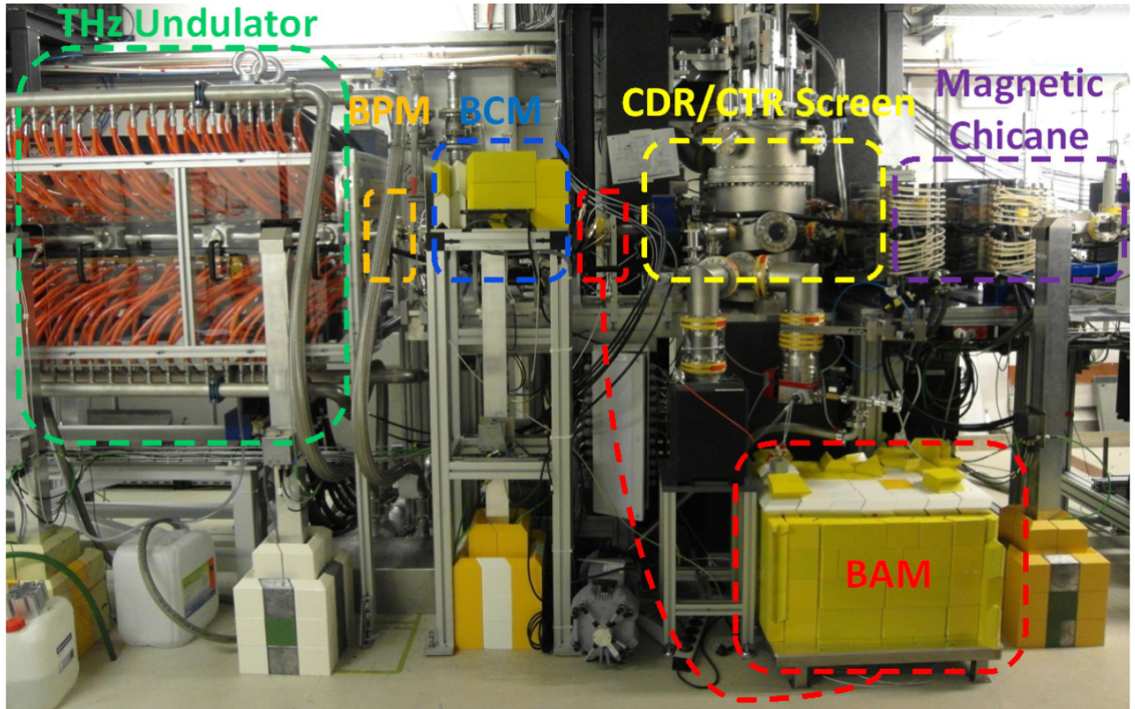 THz Undulator
BPM
BCM
CDR/CTR Screen
Magnetic
Chicane
BAM